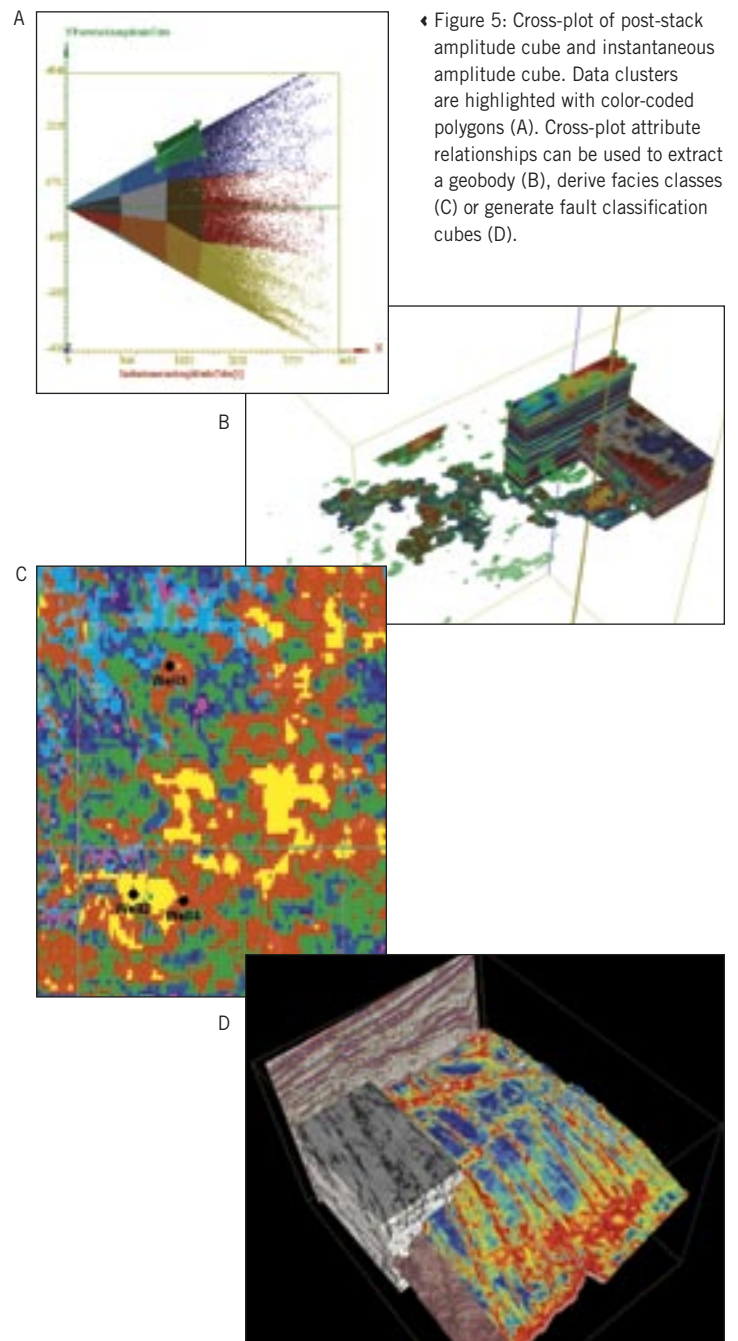 A
‹ Figure 5: Cross-plot of post-stack
amplitude cube and instantaneous
amplitude cube. Data clusters
are highlighted with color-coded
polygons (A). Cross-plot attribute
relationships can be used to extract
a geobody (B), derive facies classes
(C) or generate fault classification
cubes (D).
X
B
C
D